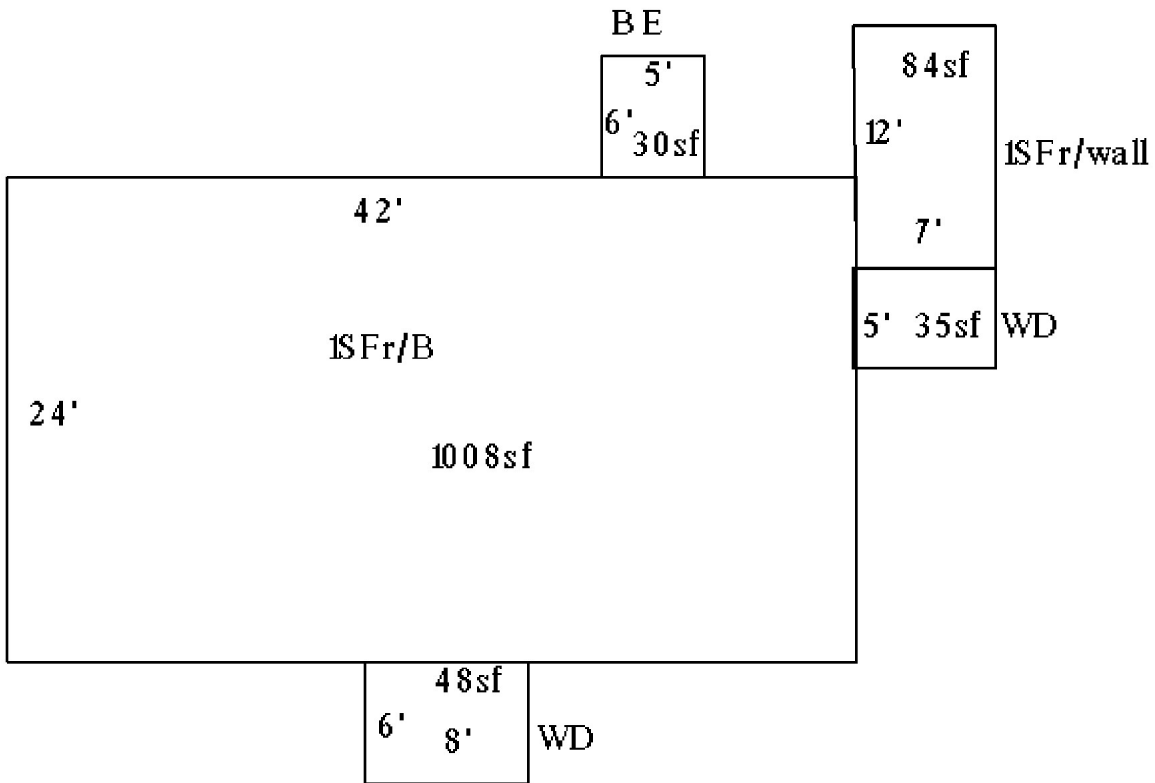 BE
5'
6'
30sf
84sf
12'
1SFr/wall
7'
42'
5' 35sf WD
1SFr/B
24'
1008sf
48sf
6'
8'
WD